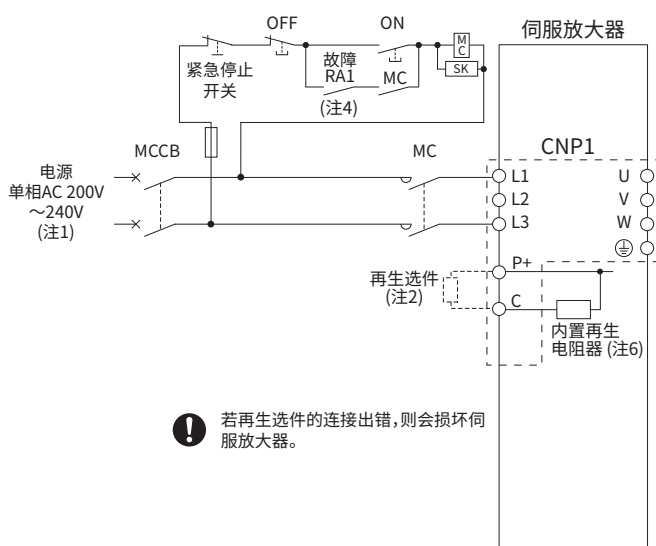 OFF
ON
伺服放大器
MC
SK
紧急停止
开关
故障
RA1
MC
(注4)
MCCB
MC
CNP1
电源
单相AC 200V
～240V
(注1)
L1
U
L2
V
L3
W
P+
再生选件
(注2)
C
内置再生
电阻器 (注6)
若再生选件的连接出错,则会损坏伺
服放大器。